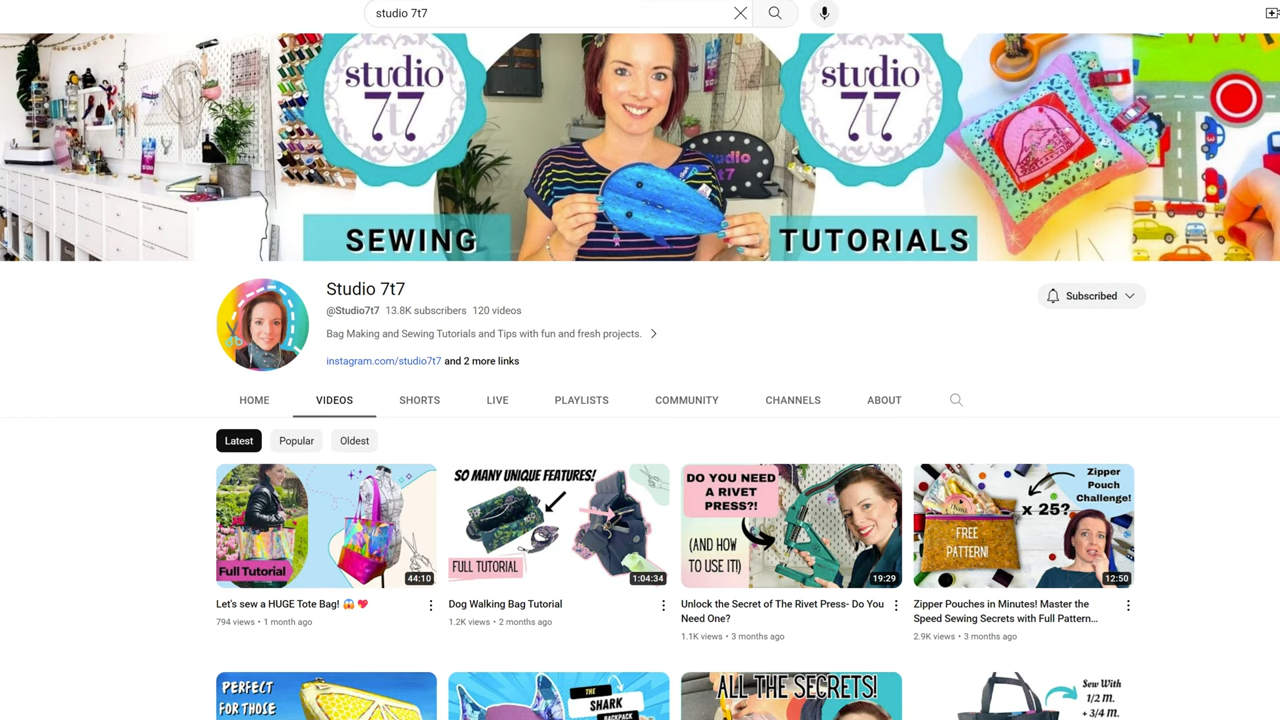 studio 7t7
studio
7t7
studio
7t7
studio
t7
SEWING
TUTORIALS
Studio 7t7
@Studio7t7 13.8K subscribers 120 videos
Bag Making and Sewing Tutorials and Tips with fun and fresh projects.
instagram.com/studio7t7 and 2 more links
Subscribed
HOME VIDEOS SHORTS LIVE PLAYLISTS COMMUNITY CHANNELS ABOUT
Latest Popular Oldest
Full Tutorial
44:10
SO MANY UNIQUE FEATURES!
FULL TUTORIAL
1:04:34
DO YOU NEED
A RIVET
PRESS?!
(AND HOW
TO USE IT!)
19:29
Zipper
Pouch
Challenge!
x 25?
FREE
PATTERN!
12:50
Let's sew a HUGE Tote Bag! 😱 💖
794 views • 1 month ago
Dog Walking Bag Tutorial
1.2K views • 2 months ago
Unlock the Secret of The Rivet Press- Do You
Need One?
1.1K views • 3 months ago
Zipper Pouches in Minutes! Master the
Speed Sewing Secrets with Full Pattern...
2.9K views • 3 months ago
PERFECT
FOR THOSE
THE
SHARK
BACKPACK
ALL THE SECRETS!
Sew With
1/2 M.
+ 3/4 M.